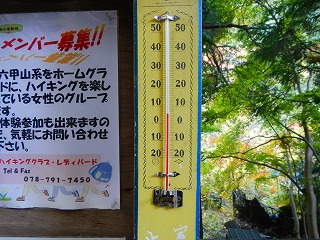 メンバー募集!!
六甲山系をホームグラ
ドに、ハイキングを楽し
でいる女性のグループ
です。
体験参加も出来ますの
、気軽にお問い合わせ
下さい。
ハイキングクラブ・レディバード
Tel & Fax
078-791-7450
50 50
40 40
30 30
20 20
10 10
0 0
10 10
20 20